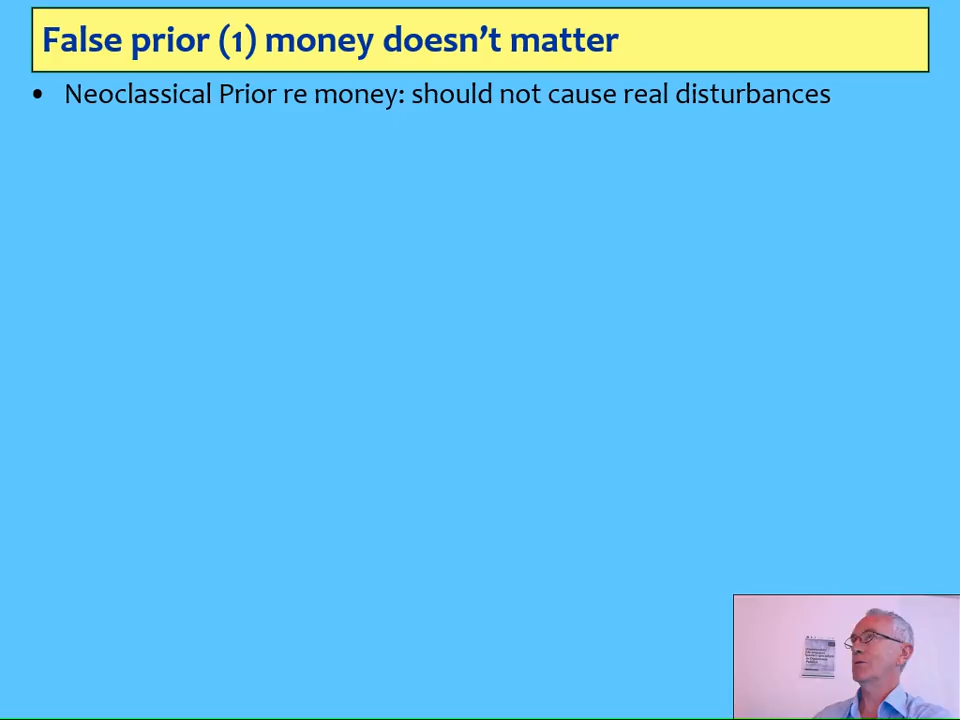 False prior (1) money doesn't matter
• Neoclassical Prior re money: should not cause real disturbances